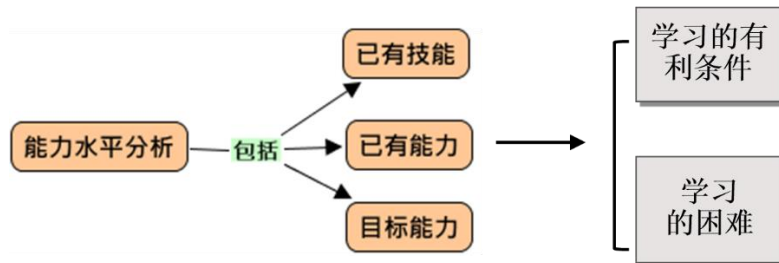 能力水平分析
包括
已有技能
已有能力
目标能力
学习的有
利条件
学习
的困难